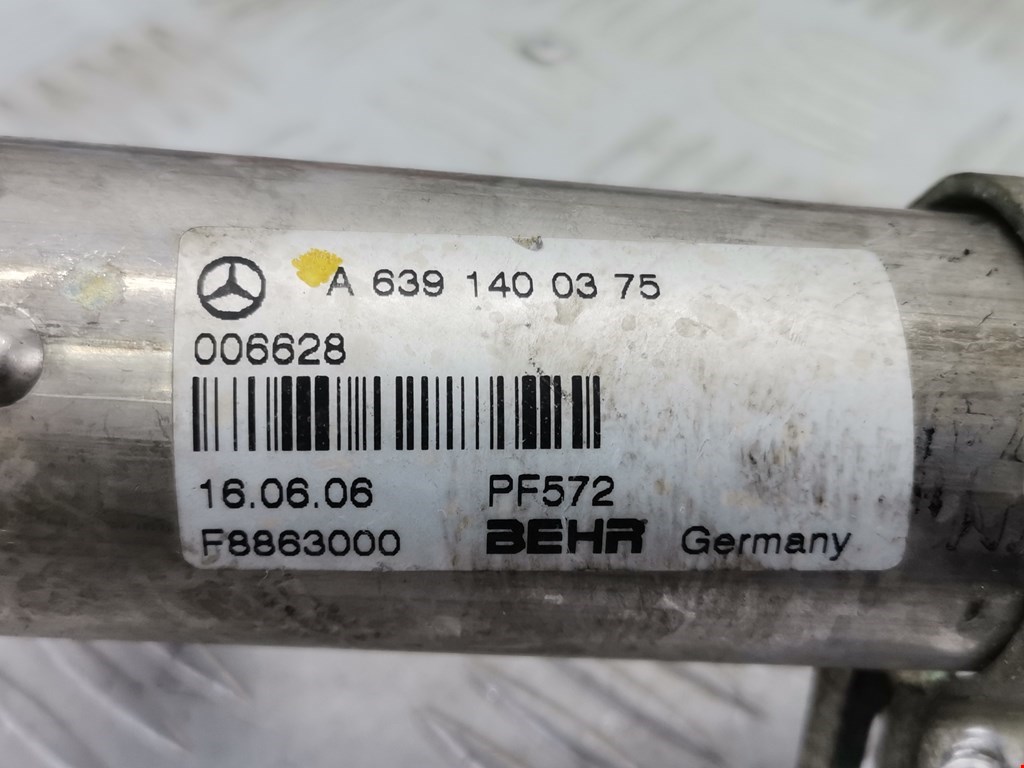 A 639 140 03 75
006628
16.06.06 PF572
F8863000 BEHR Germany